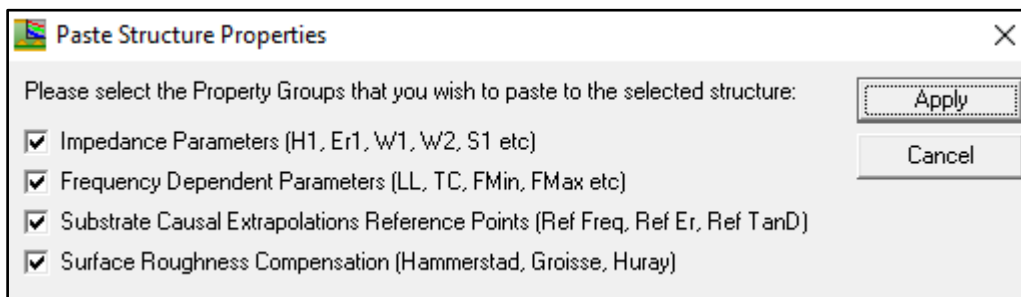 Paste Structure Properties
Please select the Property Groups that you wish to paste to the selected structure:
Apply
Impedance Parameters (H1, Er1, W1, W2, S1 etc)
Cancel
Frequency Dependent Parameters (LL, TC, FMin, FMax etc)
Substrate Causal Extrapolations Reference Points (Ref Freq, Ref Er, Ref TanD)
Surface Roughness Compensation (Hammerstad, Groisse, Huray)